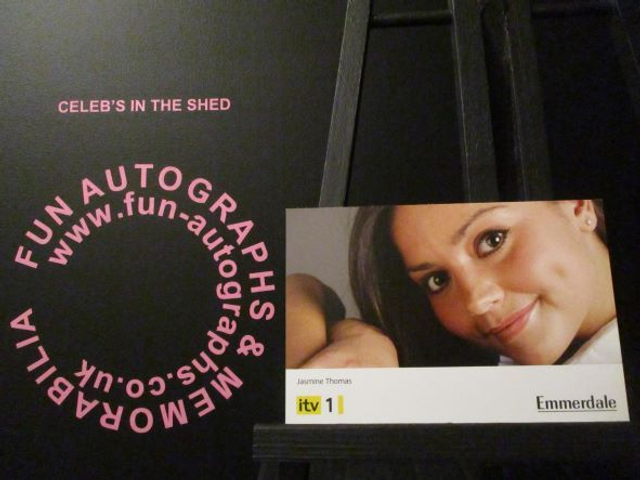 CELEB'S IN THE SHED
FUN AUTOGRAPHS & MEMORABILIA
www.fun-autographs.co.uk
Jasmine Thomas
itv 1
Emmerdale